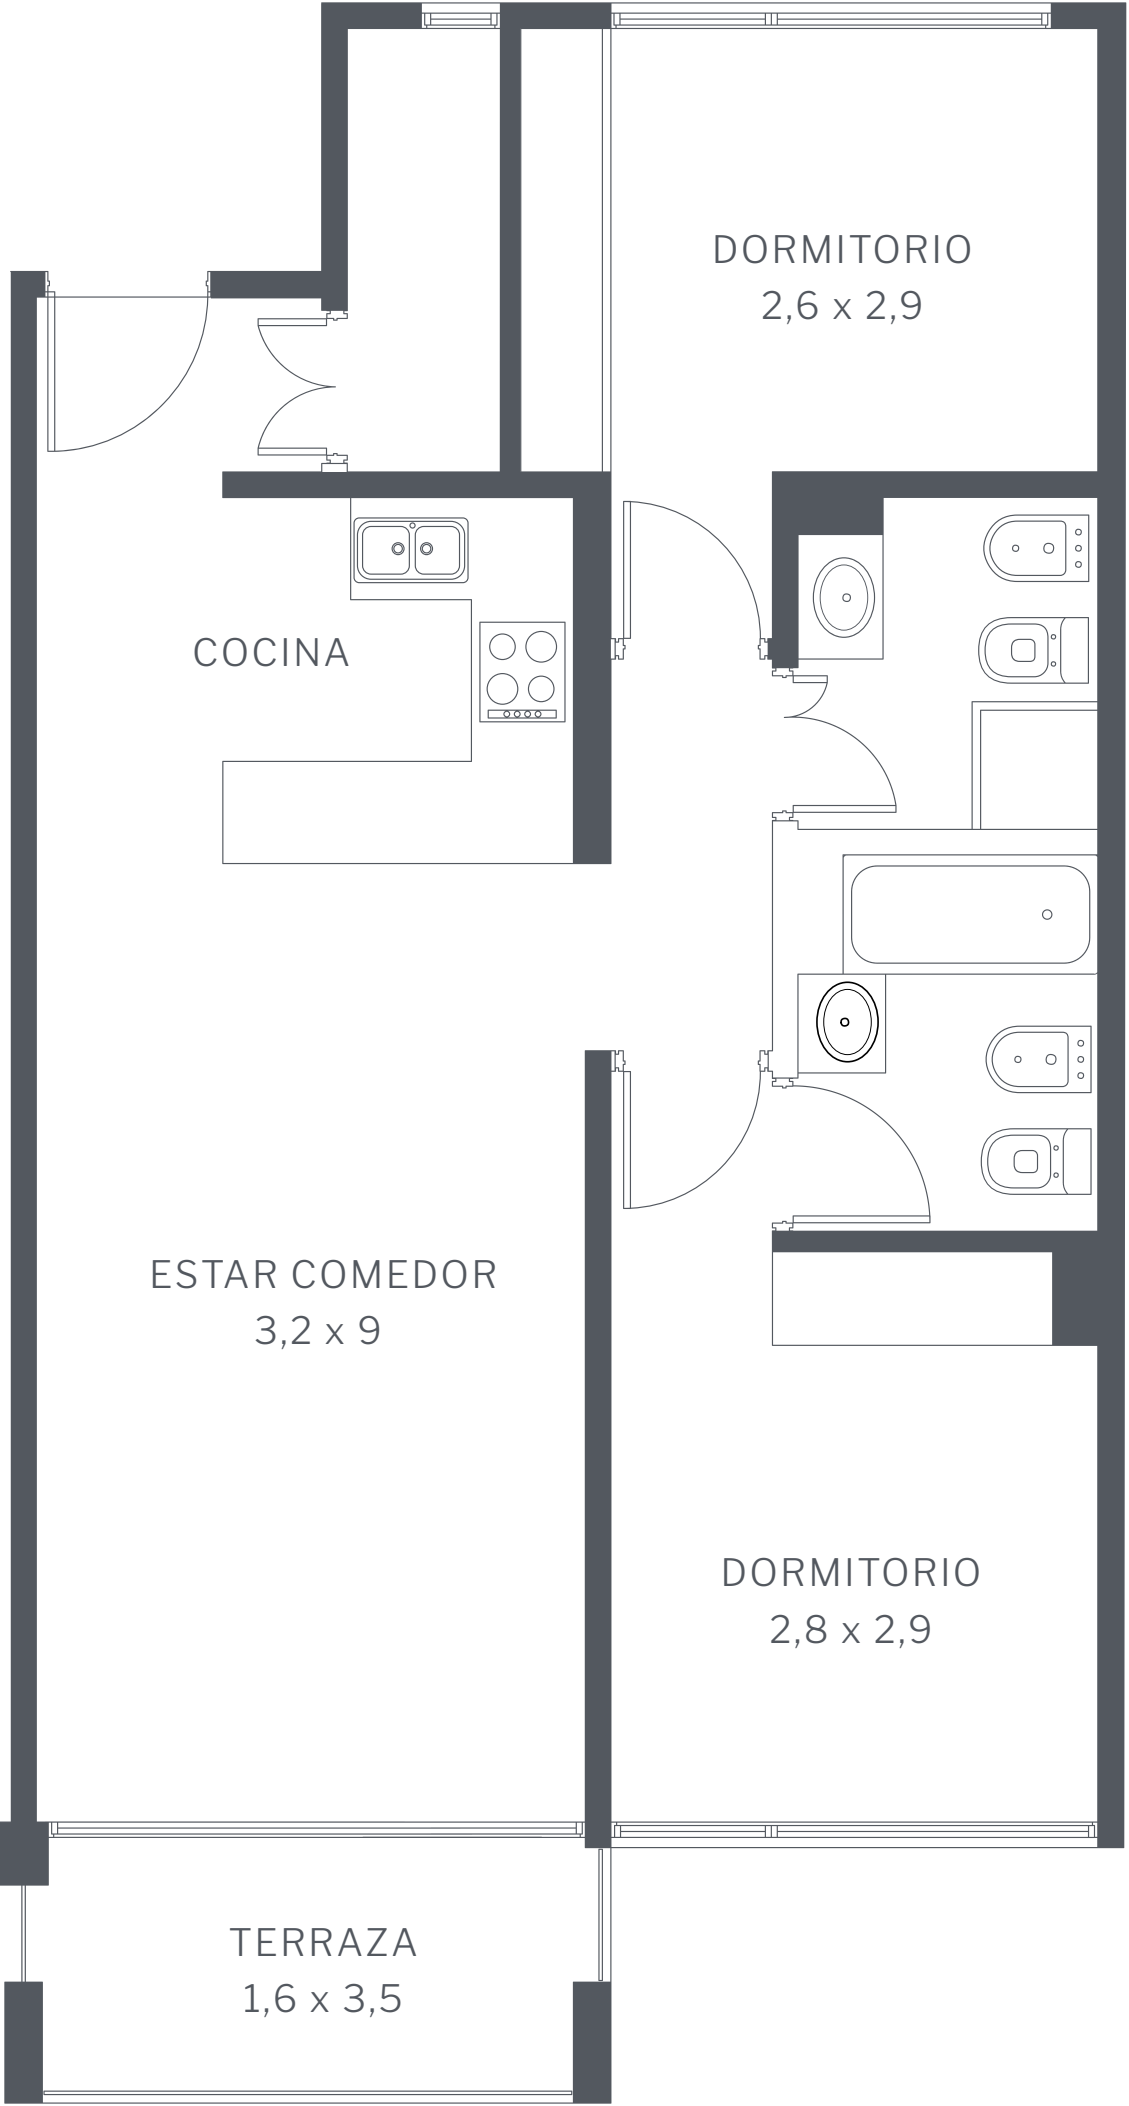 DORMITORIO
2,6 x 2,9
COCINA
ESTAR COMEDOR
3,2 x 9
DORMITORIO
2,8 x 2,9
TERRAZA
1,6 x 3,5